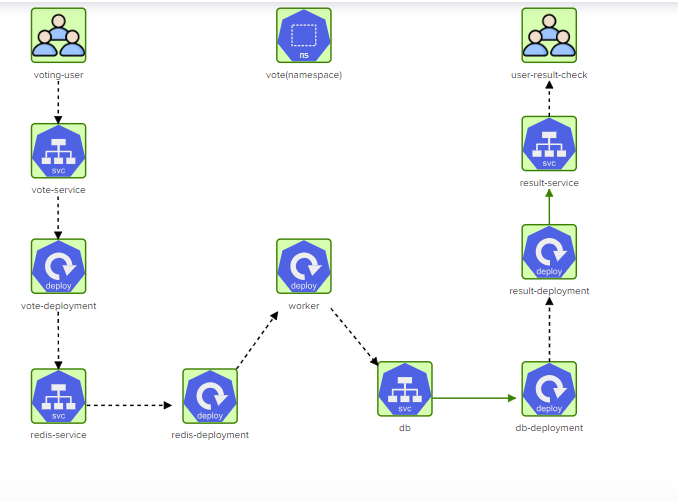 voting-user
ns
vote(namespace)
user-result-check
svc
vote-service
svc
result-service
deploy
vote-deployment
deploy
worker
deploy
result-deployment
svc
redis-service
deploy
redis-deployment
svc
db
deploy
db-deployment